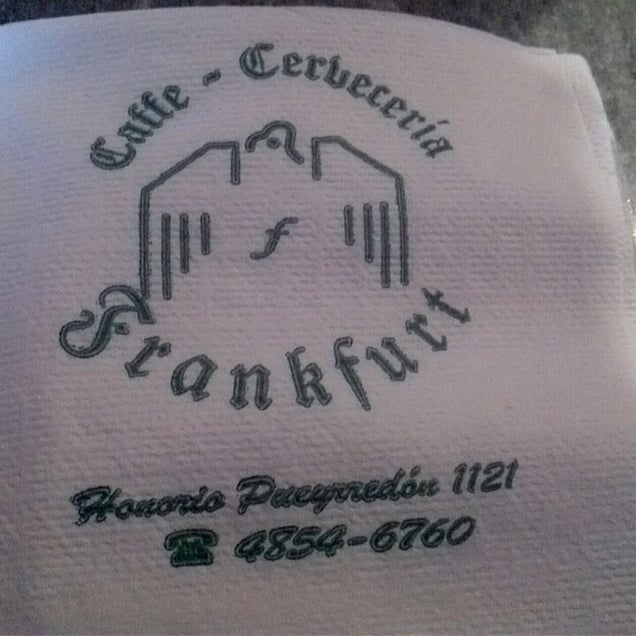 Caffe - Cervecería
f
Frankfurt
Honorio Pueyrredón 1121
☎ 4854-6760